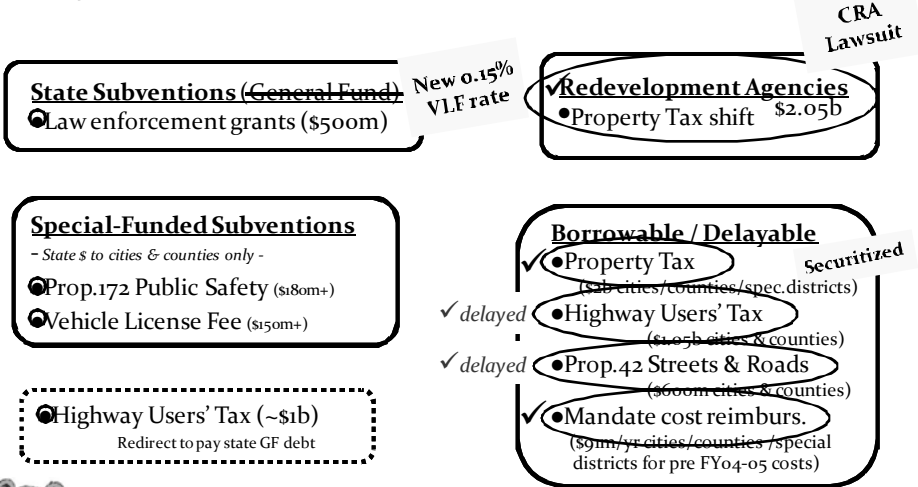 CRA
Lawsuit
New 0.15%
VLF rate
State Subventions (General Fund)
Law enforcement grants ($500m)
✓Redevelopment Agencies
•Property Tax shift $2.05b
Special-Funded Subventions
- State $ to cities & counties only -
Prop.172 Public Safety ($180m+)
Vehicle License Fee ($150m+)
Highway Users’ Tax (~$1b)
Redirect to pay state GF debt
Borrowable / Delayable
Securitized
✓ •Property Tax
($2b cities/counties/spec.districts)
✓ delayed •Highway Users’ Tax
($1.05b cities & counties)
✓ delayed •Prop.42 Streets & Roads
($600m cities & counties)
✓ •Mandate cost reimburs.
($91m/yr cities/counties /special
districts for pre FY04-05 costs)